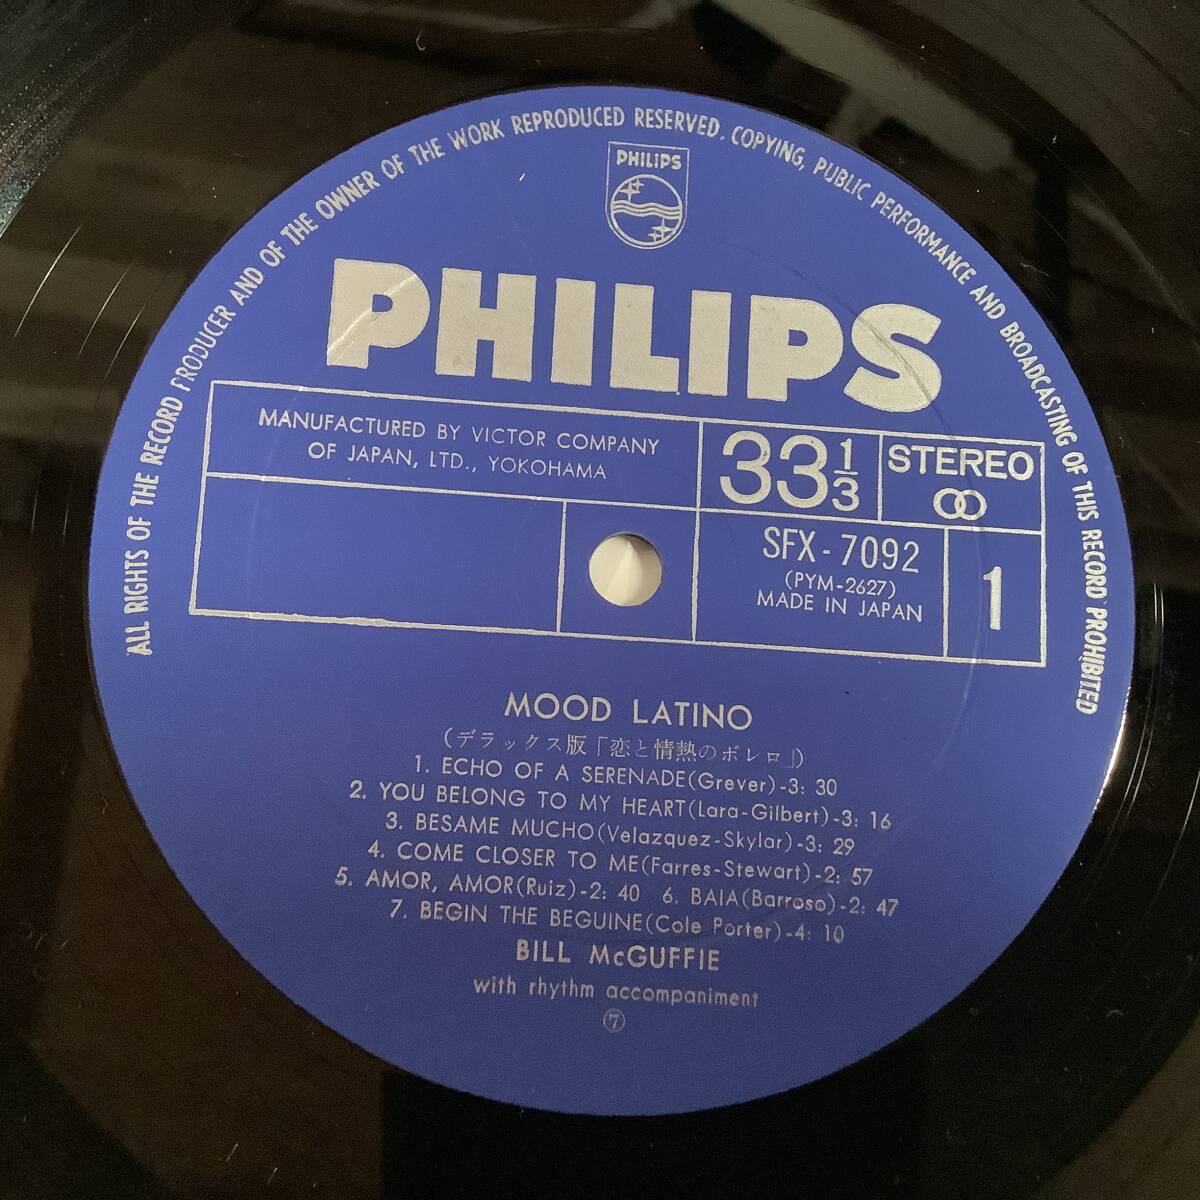 ALL RIGHTS OF THE RECORD PRODUCER AND OF THE OWNER OF THE WORK REPRODUCED RESERVED. COPYING, PUBLIC PERFORMANCE AND BROADCASTING OF THIS RECORD PROHIBITED
PHILIPS
PHILIPS
MANUFACTURED BY VICTOR COMPANY
OF JAPAN, LTD., YOKOHAMA
33 1/3
STEREO
SFX-7092
(PYM-2627)
MADE IN JAPAN
1
MOOD LATINO
(デラックス版「恋と情熱のボレロ」)
1. ECHO OF A SERENADE(Grever)-3: 30
2. YOU BELONG TO MY HEART(Lara-Gilbert)-3: 16
3. BESAME MUCHO(Velazquez-Skylar)-3: 29
4. COME CLOSER TO ME(Farres-Stewart)-2: 57
5. AMOR, AMOR(Ruiz)-2: 40 6. BAIA(Barroso)-2: 47
7. BEGIN THE BEGUINE(Cole Porter)-4: 10
BILL McGUFFIE
with rhythm accompaniment
⑦